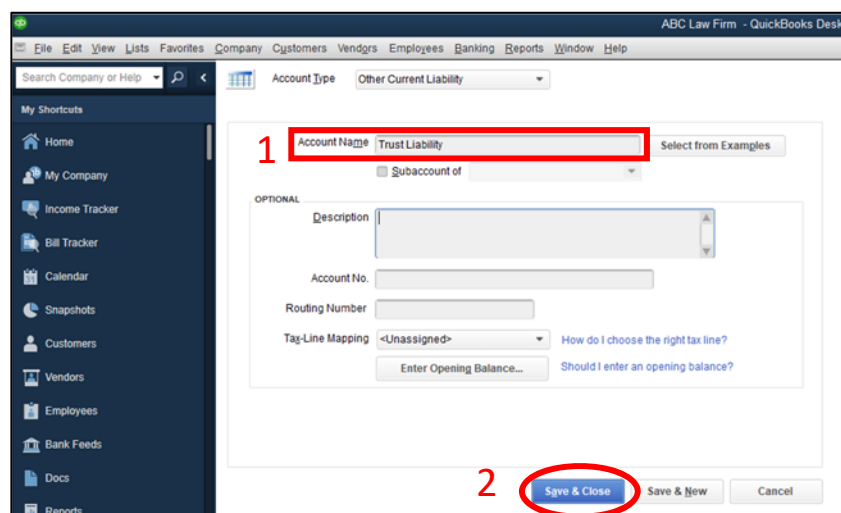 ABC Law Firm - QuickBooks Desk
File Edit View Lists Favorites Company Customers Vendors Employees Banking Reports Window Help
Search Company or Help
Account Type Other Current Liability
My Shortcuts
Home
My Company
Income Tracker
Bill Tracker
Calendar
Snapshots
Customers
Vendors
Employees
Bank Feeds
Docs
Reports
1 Account Name Trust Liability Select from Examples
Subaccount of
OPTIONAL
Description
Account No.
Routing Number
Tax-Line Mapping <Unassigned> How do I choose the right tax line?
Enter Opening Balance... Should I enter an opening balance?
2 Save & Close Save & New Cancel